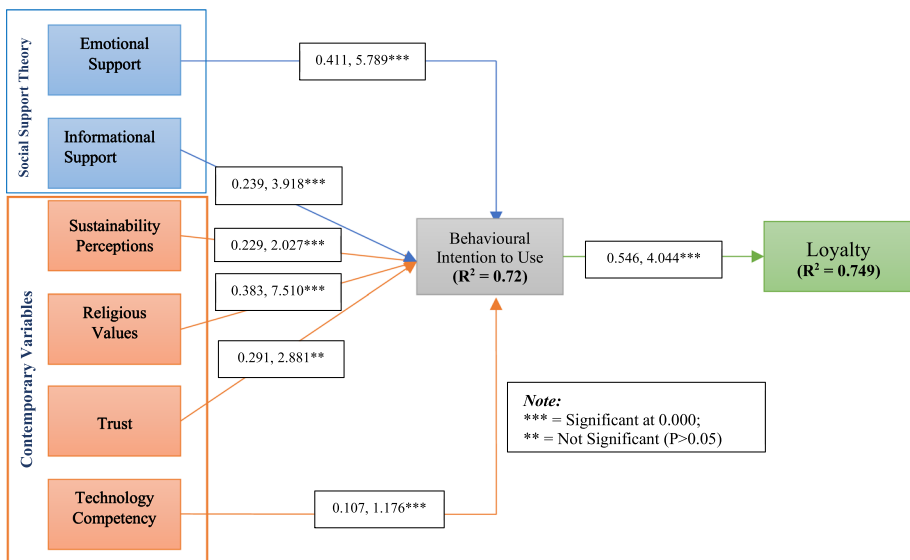 Social Support Theory
Emotional
Support
0.411, 5.789***
Informational
Support
0.239, 3.918***
Contemporary Variables
Sustainability
Perceptions
0.229, 2.027***
Religious
Values
0.383, 7.510***
Trust
0.291, 2.881**
Technology
Competency
0.107, 1.176***
Behavioural
Intention to Use
(R² = 0.72)
0.546, 4.044***
Loyalty
(R² = 0.749)
Note:
*** = Significant at 0.000;
** = Not Significant (P>0.05)